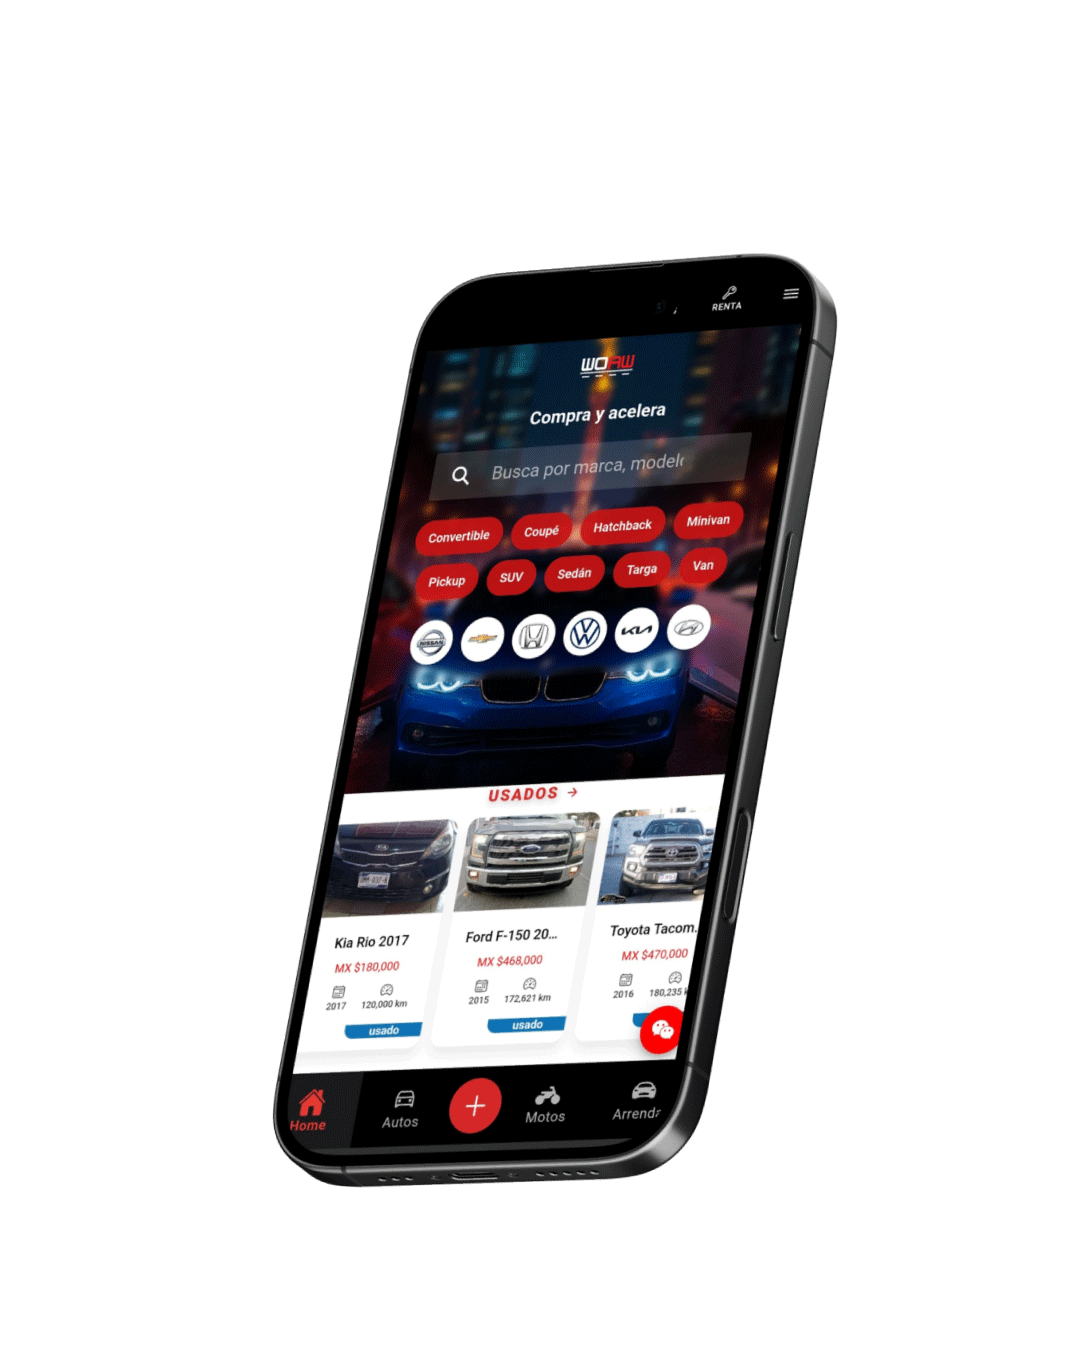 RENTA
WORW
Compra y acelera
Busca por marca, model
Convertible Coupé Hatchback Minivan
Pickup SUV Sedán Targa Van
NISSAN
USADOS →
Kia Rio 2017 Ford F-150 20... Toyota Tacom.
MX $180,000 MX $468,000 MX $470,000
2017 120,000 km 2015 172,621 km 2016 180,235
usado usado
Home Autos + Motos Arrenda